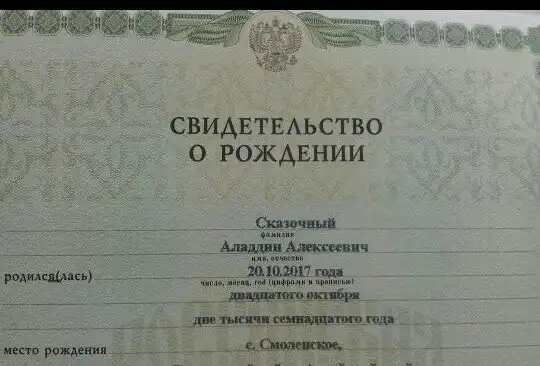 СВИДЕТЕЛЬСТВО
О РОЖДЕНИИ
Сказочный
фамилия
Аладдин Алексеевич
имя, отчество
родился(лась) 20.10.2017 года
число, месяц, год (цифрами и прописью)
двадцатого октября
две тысячи семнадцатого года
место рождения с. Смоленское,